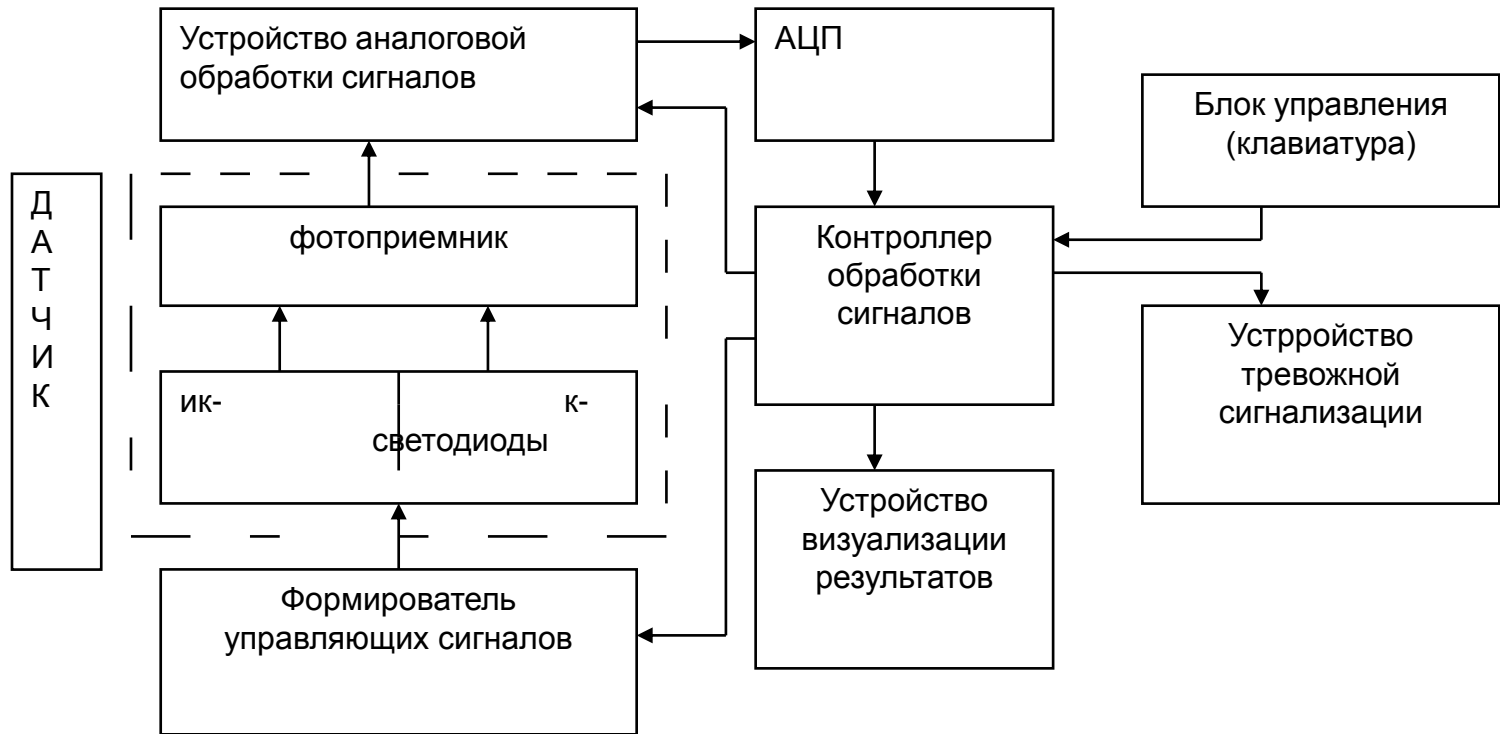 Устройство аналоговой
обработки сигналов
АЦП
Блок управления
(клавиатура)
Д
А
Т
Ч
И
К
фотоприемник
Контроллер
обработки
сигналов
Устрройство
тревожной
сигнализации
ик- к-
светодиоды
Устройство
визуализации
результатов
Формирователь
управляющих сигналов